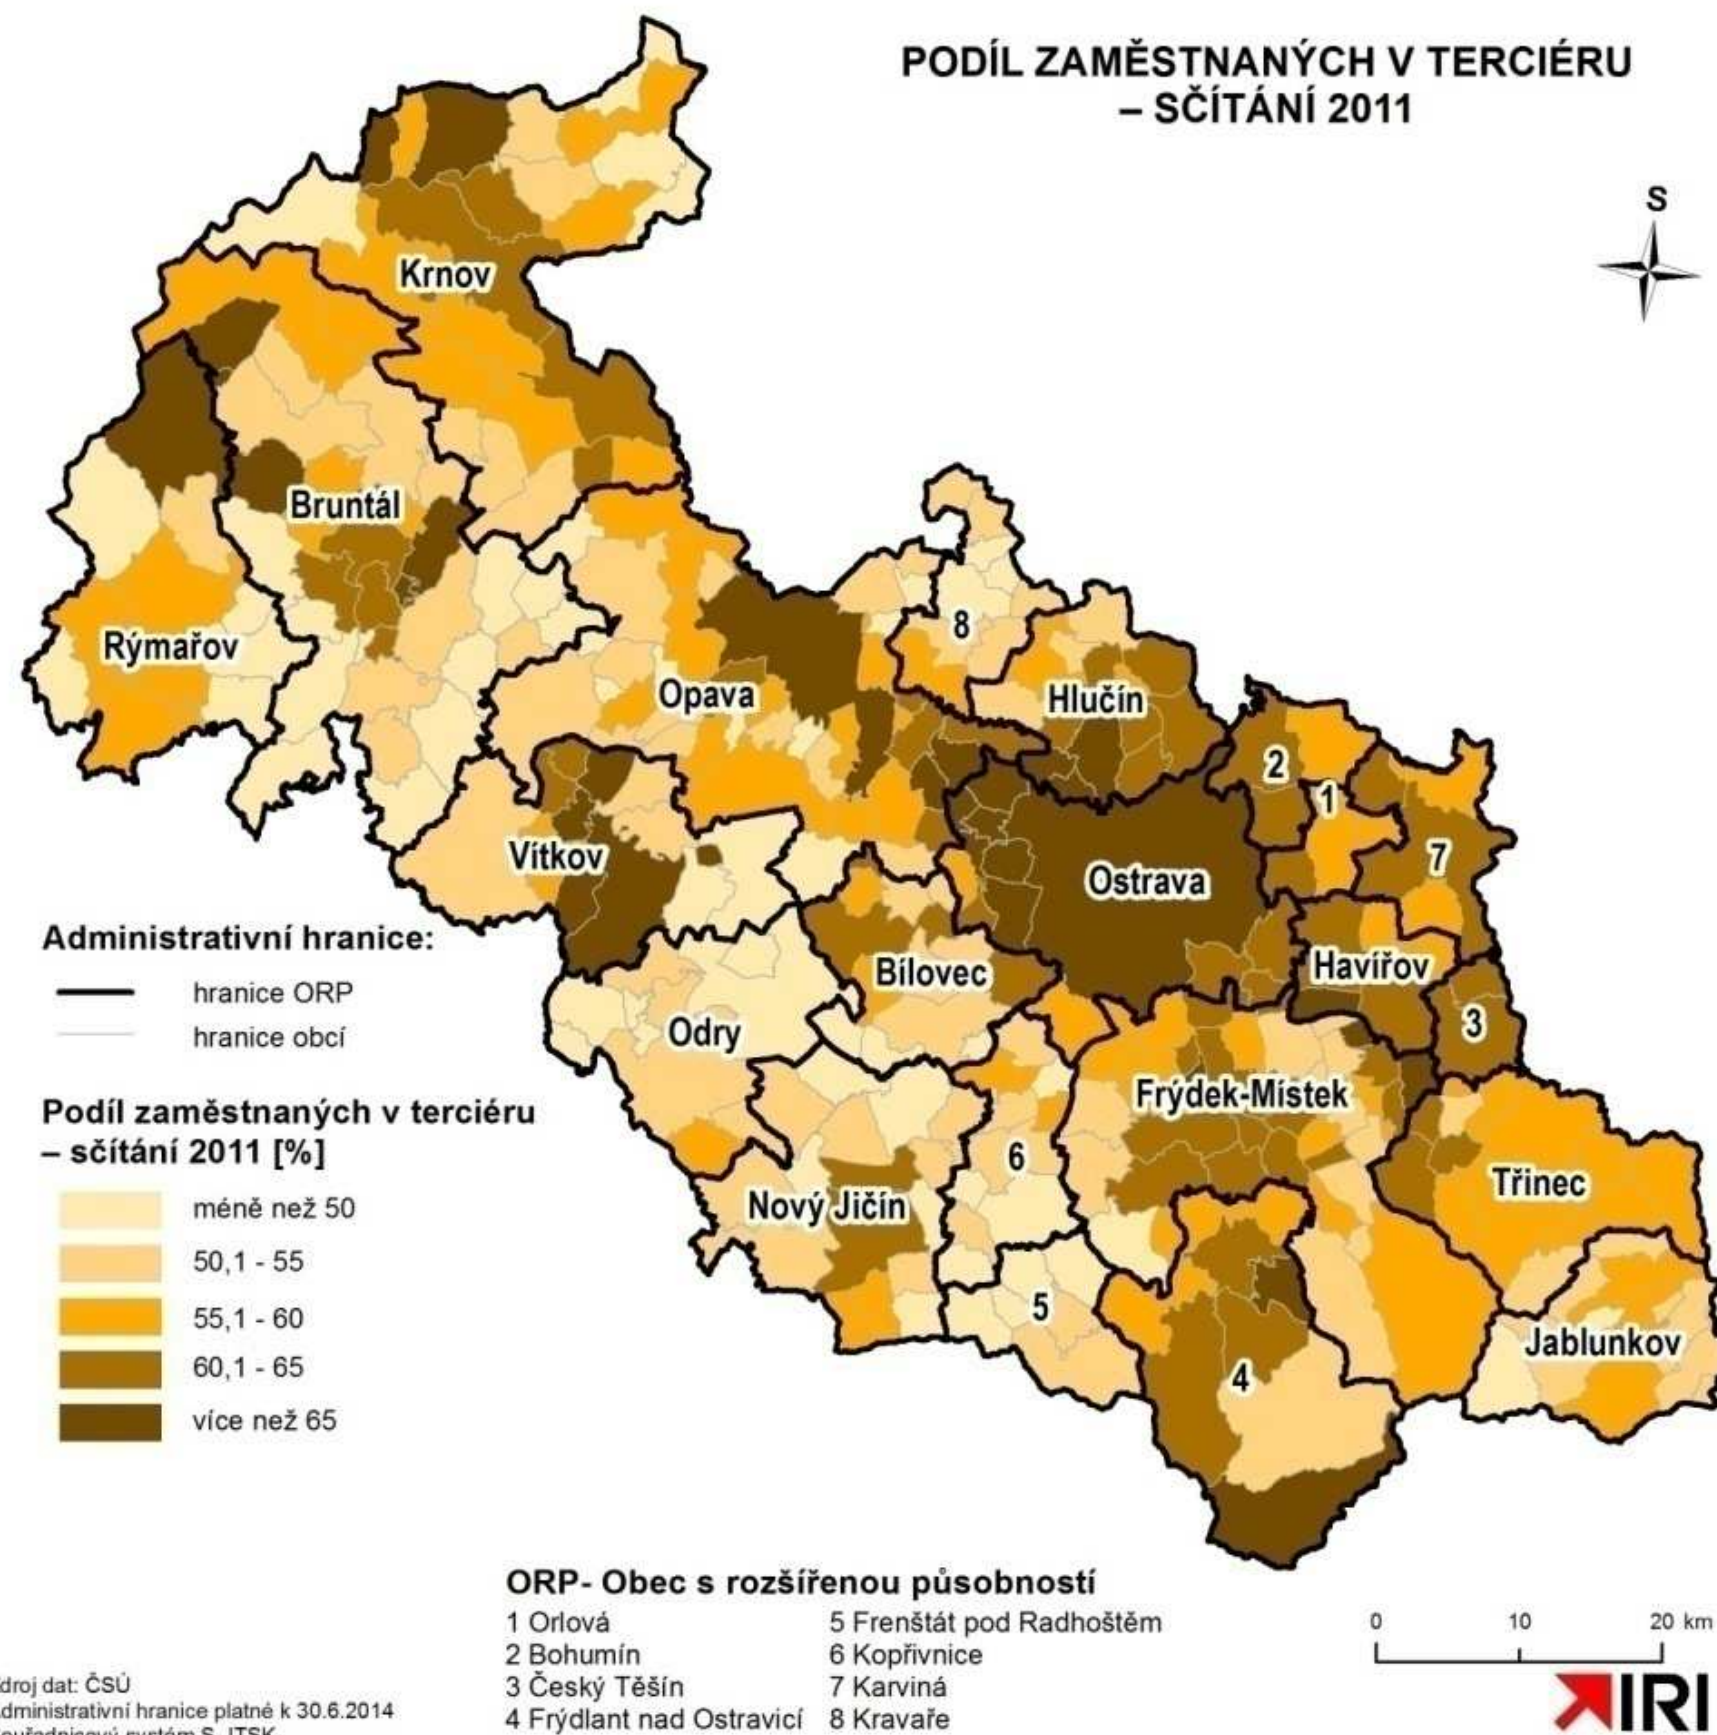 PODÍL ZAMĚSTNANÝCH V TERCIÉRU
– SČÍTÁNÍ 2011
S
Krnov
Bruntál
Rýmařov
8
Opava
Hlučín
2
1
7
Vítkov
Ostrava
Bílovec
Havířov
3
Odry
Frýdek-Místek
6
Třinec
Nový Jičín
5
4
Jablunkov
Administrativní hranice:
hranice ORP
hranice obcí
Podíl zaměstnaných v terciéru
– sčítání 2011 [%]
méně než 50
50,1 - 55
55,1 - 60
60,1 - 65
více než 65
ORP- Obec s rozšířenou působností
1 Orlová
2 Bohumín
3 Český Těšín
4 Frýdlant nad Ostravicí
5 Frenštát pod Radhoštěm
6 Kopřivnice
7 Karviná
8 Kravaře
0 10 20 km
droj dat: ČSÚ
dministrativní hranice platné k 30.6.2014
IRI